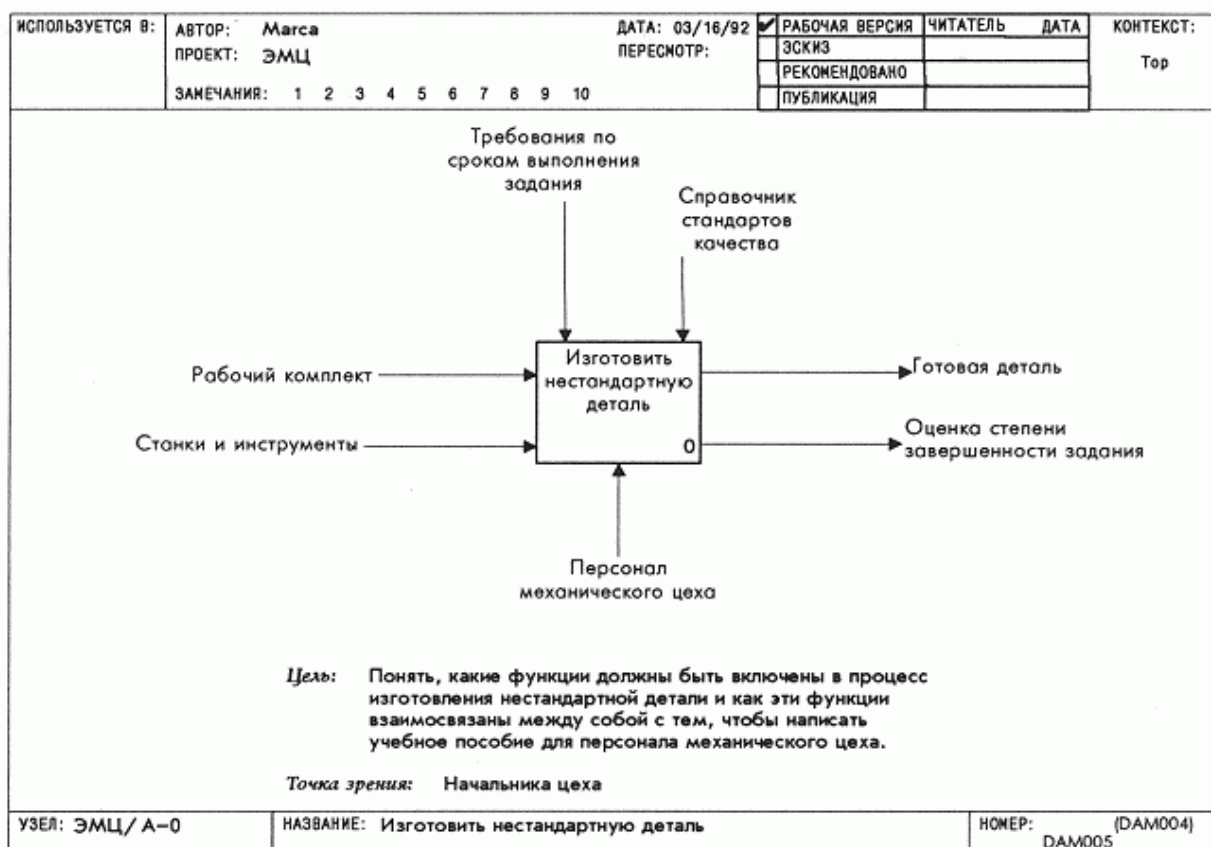 ИСПОЛЬЗУЕТСЯ В:
АВТОР: Marca
ДАТА: 03/16/92
ПРОЕКТ: ЭМЦ
ПЕРЕСМОТР:
ЗАМЕЧАНИЯ: 1 2 3 4 5 6 7 8 9 10
✔ РАБОЧАЯ ВЕРСИЯ
ЭСКИЗ
РЕКОМЕНДОВАНО
ПУБЛИКАЦИЯ
ЧИТАТЕЛЬ ДАТА
КОНТЕКСТ:
Top
Требования по
срокам выполнения
задания
Справочник
стандартов
качества
Рабочий комплект
Станки и инструменты
Изготовить
нестандартную
деталь
0
Готовая деталь
Оценка степени
завершенности задания
Персонал
механического цеха
Цель: Понять, какие функции должны быть включены в процесс
изготовления нестандартной детали и как эти функции
взаимосвязаны между собой с тем, чтобы написать
учебное пособие для персонала механического цеха.
Точка зрения: Начальника цеха
УЗЕЛ: ЭМЦ/ А-0
НАЗВАНИЕ: Изготовить нестандартную деталь
НОМЕР: (DAM004)
DAM005